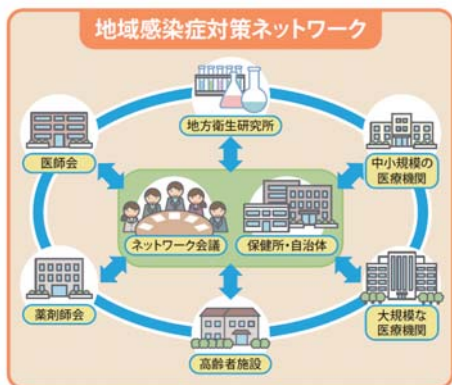 地域感染症対策ネットワーク
地方衛生研究所
医師会
中小規模の
医療機関
ネットワーク会議
保健所・自治体
薬剤師会
大規模な
医療機関
高齢者施設